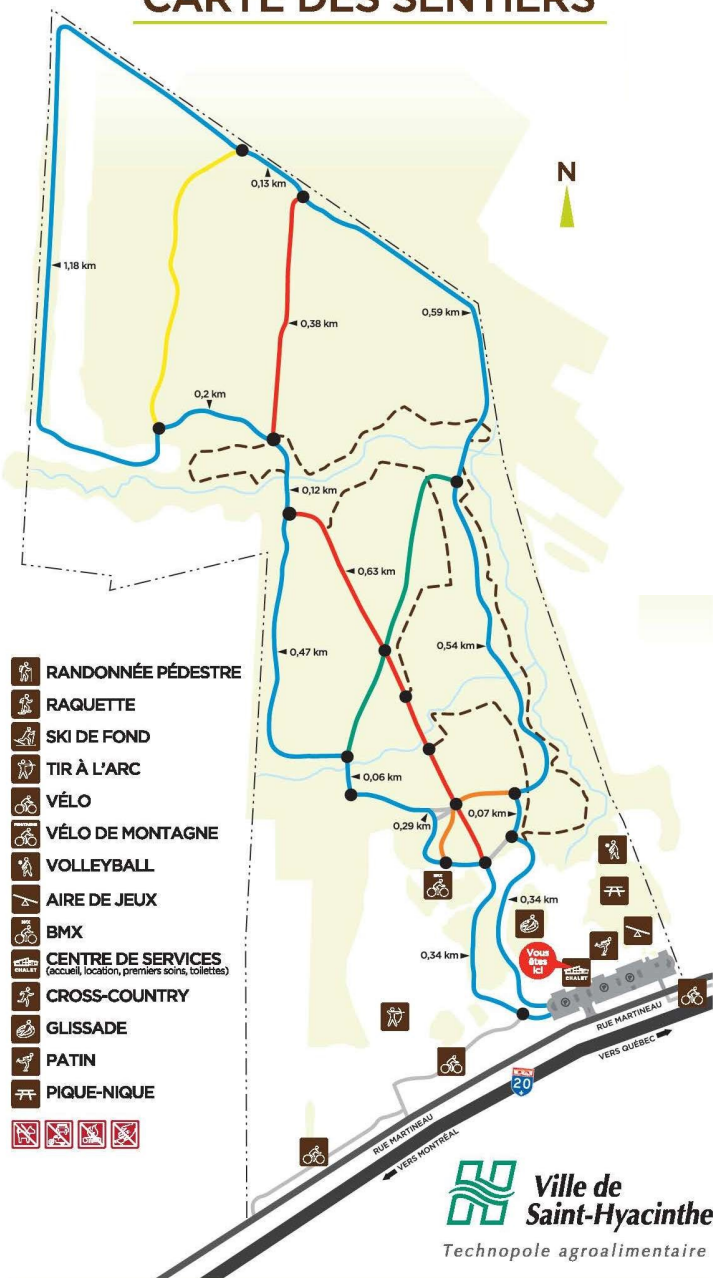 CARTE DES SENTIERS
N
0,13 km
1,18 km
0,38 km
0,59 km
0,2 km
0,12 km
0,63 km
0,47 km
0,54 km
0,06 km
0,29 km
0,07 km
0,34 km
0,34 km
Vous
êtes
ici
CHALET
BMX
RANDONNÉE PÉDESTRE
RAQUETTE
SKI DE FOND
TIR À L'ARC
VÉLO
VÉLO DE MONTAGNE
VOLLEYBALL
AIRE DE JEUX
BMX
BMX
CHALET
CENTRE DE SERVICES
(accueil, location, premiers soins, toilettes)
CROSS-COUNTRY
GLISSADE
PATIN
PIQUE-NIQUE
P
P
P
RUE MARTINEAU
VERS QUÉBEC
20
RUE MARTINEAU
VERS MONTRÉAL
Ville de
Saint-Hyacinthe
Technopole agroalimentaire